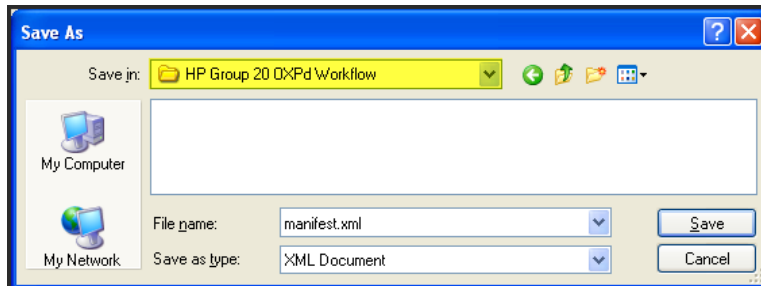 Save As
Save in: HP Group 20 OXPd Workflow
My Computer
File name: manifest.xml Save
My Network Save as type: XML Document Cancel